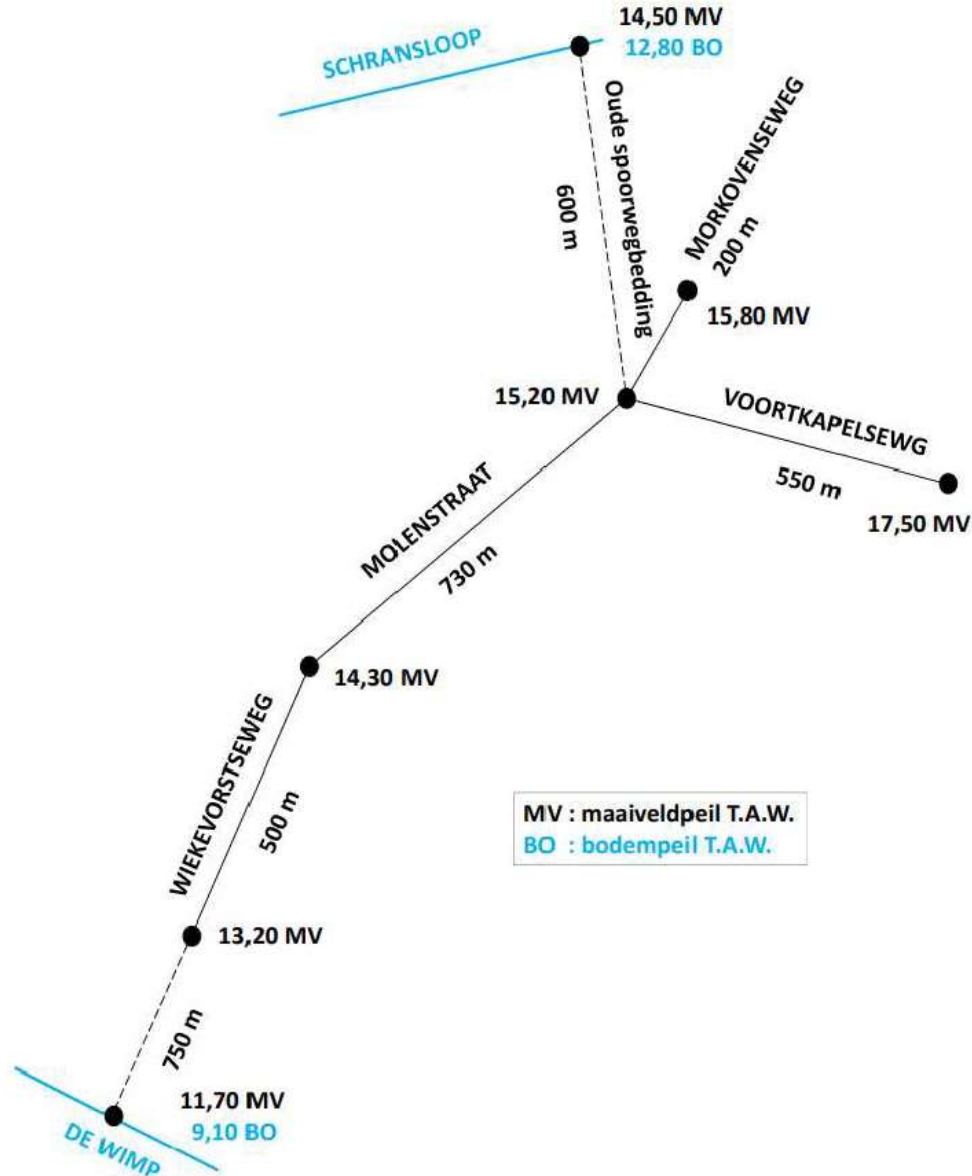 14,50 MV
12,80 BO
SCHRANSLOOP
Oude spoorwegbedding
600 m
MORKOVENSEWEG
200 m
15,80 MV
15,20 MV
VOORTKAPELSEWG
550 m
17,50 MV
MOLENSTRAAT
730 m
14,30 MV
WIEKEVORSTSEWEG
500 m
MV : maaiveldpeil T.A.W.
BO : bodempeil T.A.W.
13,20 MV
750 m
11,70 MV
9,10 BO
DE WIMP